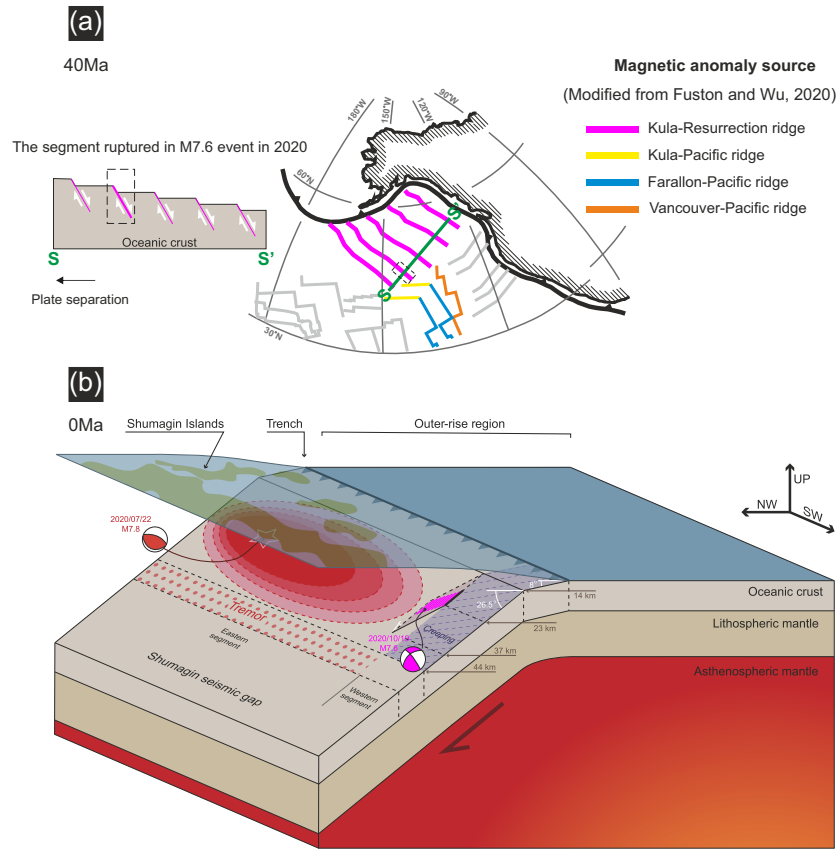 (a)
40Ma
Magnetic anomaly source
(Modified from Fuston and Wu, 2020)
Kula-Resurrection ridge
Kula-Pacific ridge
Farallon-Pacific ridge
Vancouver-Pacific ridge
The segment ruptured in M7.6 event in 2020
Oceanic crust
S
S'
Plate separation
180°W
150°W
120°W
90°W
60°N
30°N
S'
S
(b)
0Ma
Shumagin Islands
Trench
Outer-rise region
UP
NW
SW
2020/07/22
M7.8
Tremor
Eastern
segment
Shumagin seismic gap
Western
segment
2020/10/19
M7.6
Creeping
8°
26.5°
14 km
23 km
37 km
44 km
Oceanic crust
Lithospheric mantle
Asthenospheric mantle